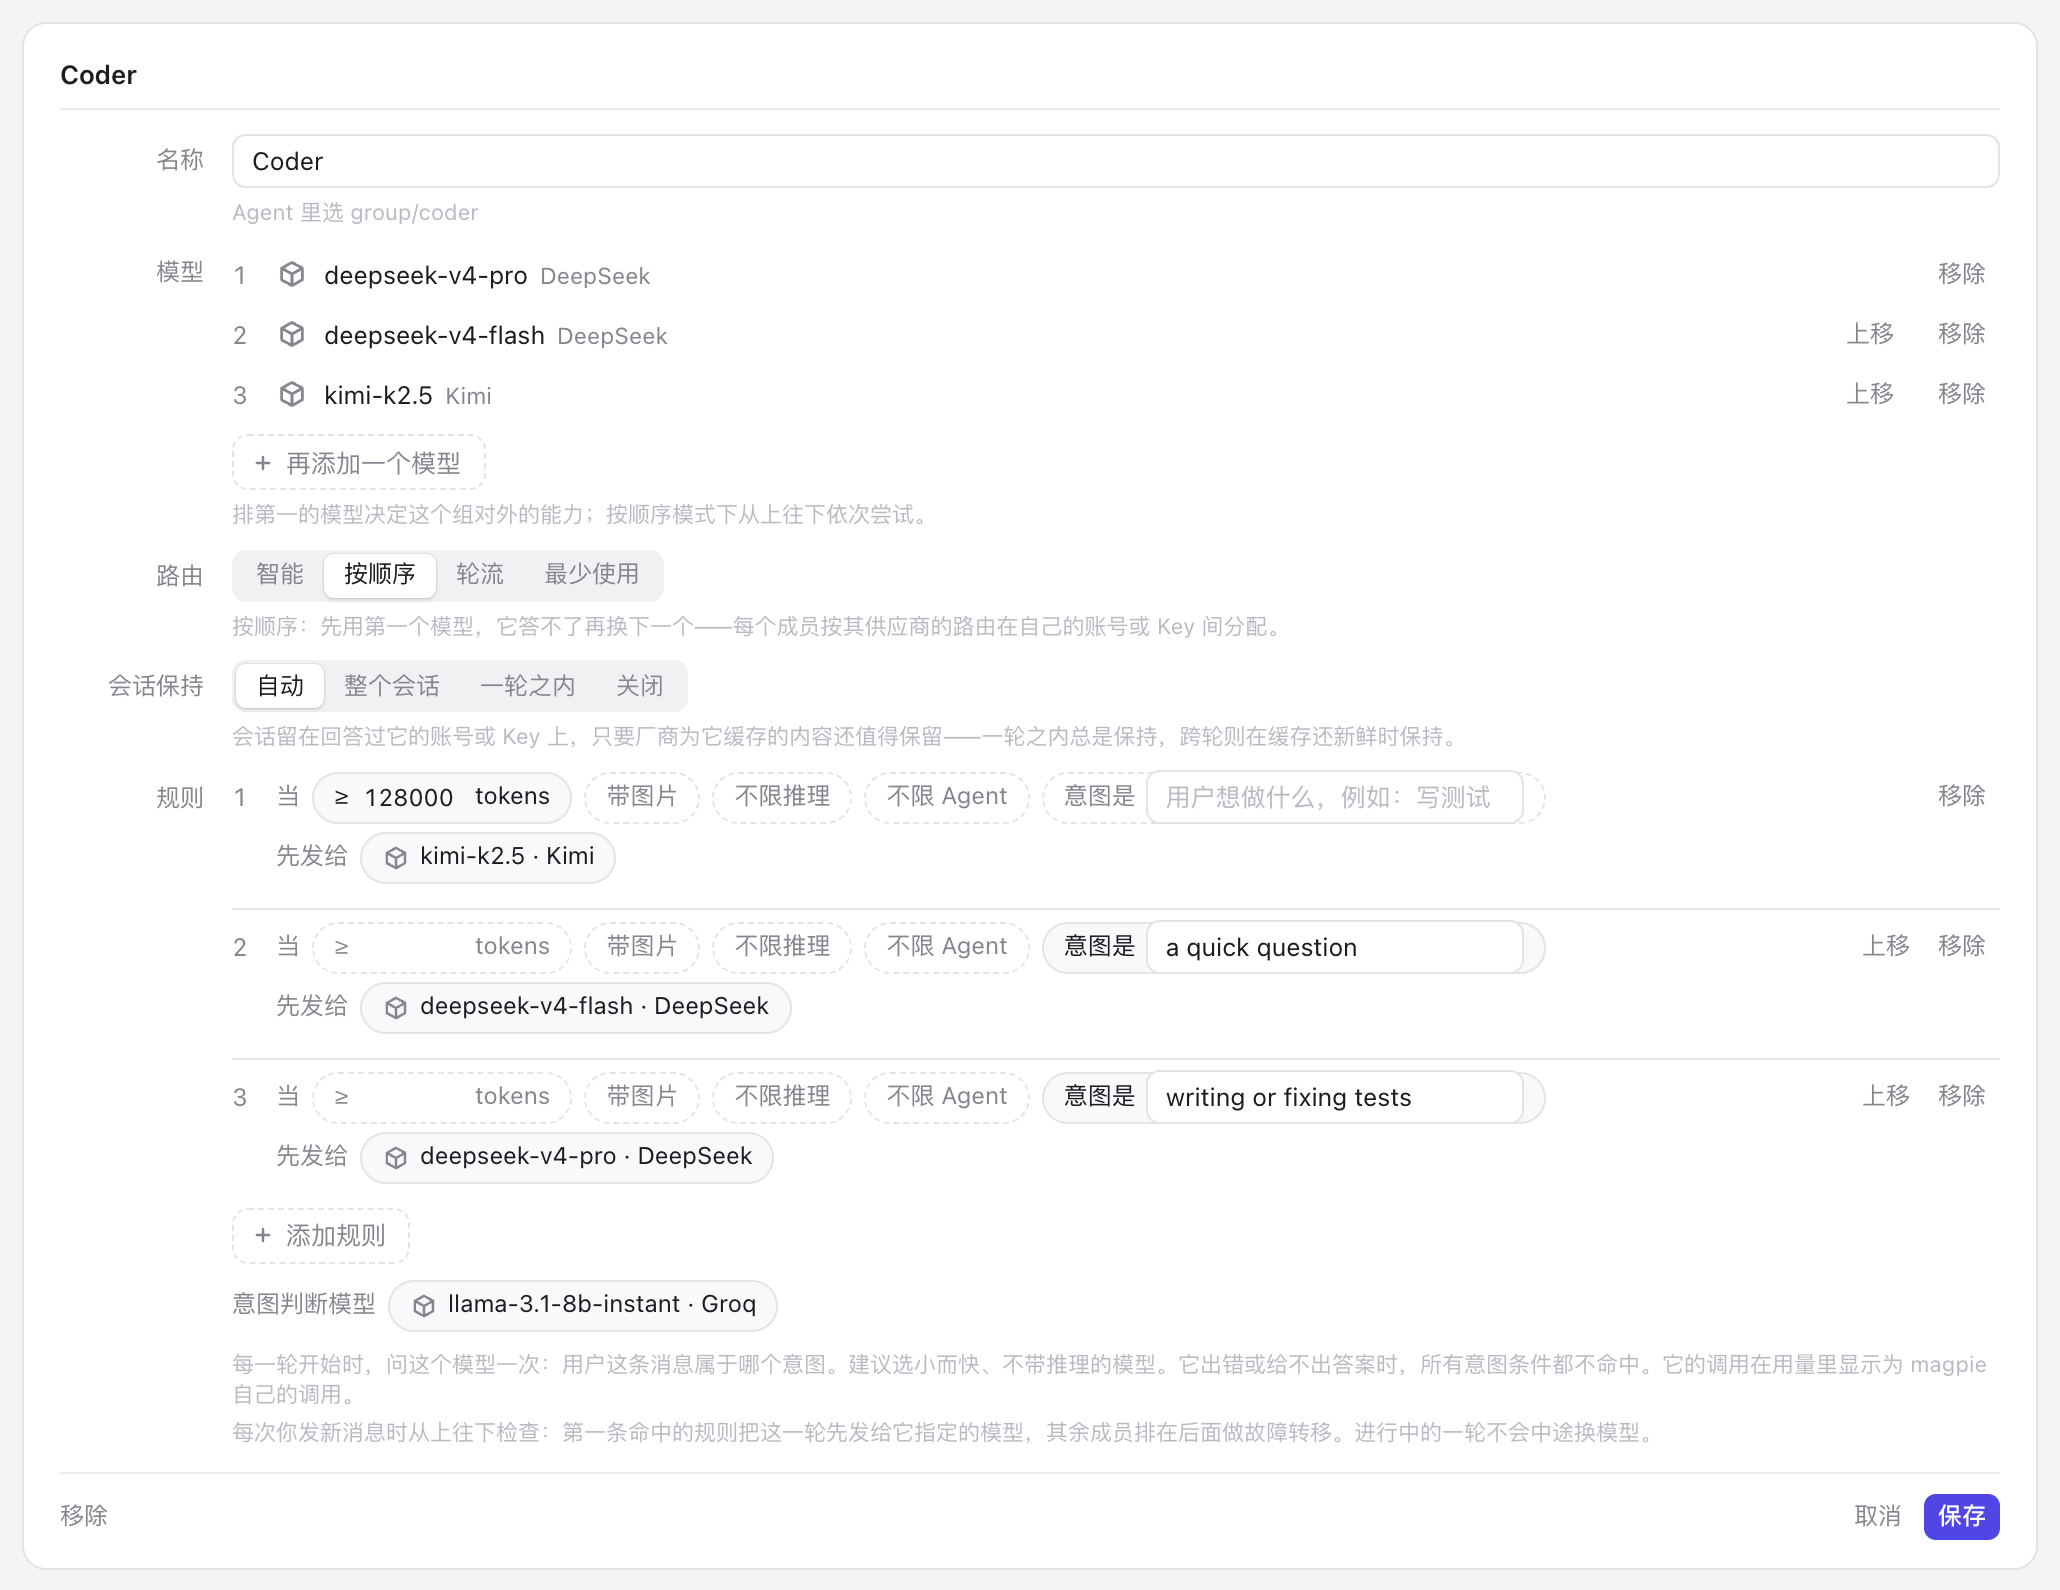 Coder
名称 Coder
Agent 里选 group/coder
模型 1 deepseek-v4-pro DeepSeek 移除
2 deepseek-v4-flash DeepSeek 上移 移除
3 kimi-k2.5 Kimi 上移 移除
+ 再添加一个模型
排第一的模型决定这个组对外的能力；按顺序模式下从上往下依次尝试。
路由 智能 按顺序 轮流 最少使用
按顺序：先用第一个模型，它答不了再换下一个——每个成员按其供应商的路由在自己的账号或 Key 间分配。
会话保持 自动 整个会话 一轮之内 关闭
会话留在回答过它的账号或 Key 上，只要厂商为它缓存的内容还值得保留——一轮之内总是保持，跨轮则在缓存还新鲜时保持。
规则 1 当 ≥ 128000 tokens 带图片 不限推理 不限 Agent 意图是 用户想做什么，例如：写测试 移除
先发给 kimi-k2.5 · Kimi
2 当 ≥ tokens 带图片 不限推理 不限 Agent 意图是 a quick question 上移 移除
先发给 deepseek-v4-flash · DeepSeek
3 当 ≥ tokens 带图片 不限推理 不限 Agent 意图是 writing or fixing tests 上移 移除
先发给 deepseek-v4-pro · DeepSeek
+ 添加规则
意图判断模型 llama-3.1-8b-instant · Groq
每一轮开始时，问这个模型一次：用户这条消息属于哪个意图。建议选小而快、不带推理的模型。它出错或给不出答案时，所有意图条件都不命中。它的调用在用量里显示为 magpie
自己的调用。
每次你发新消息时从上往下检查：第一条命中的规则把这一轮先发给它指定的模型，其余成员排在后面做故障转移。进行中的一轮不会中途换模型。
移除 取消 保存